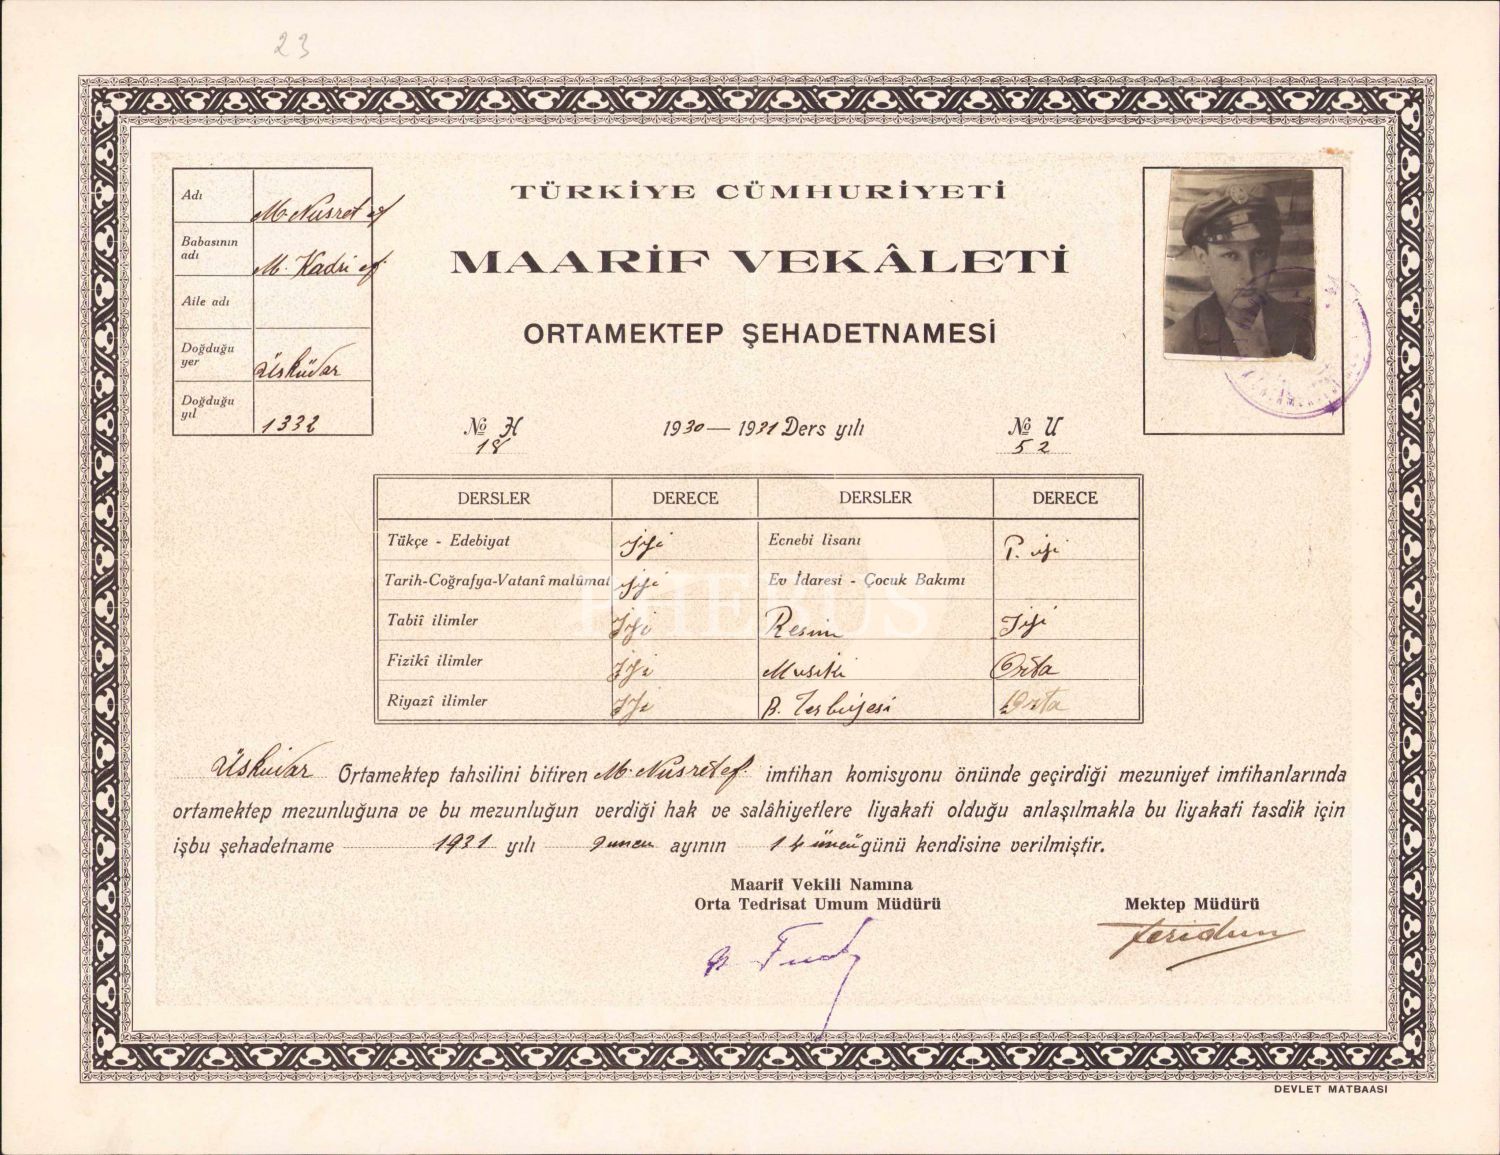 23
TÜRKİYE CÜMHURİYETİ
MAARİF VEKÂLETİ
ORTAMEKTEP ŞEHADETNAMESİ
Adı M. Nusret ef
Babasının adı M. Kadri ef
Aile adı
Doğduğu yer Üsküdar
Doğduğu yıl 1332
№ H 18
1930 — 1931 Ders yılı
№ U 52
DERSLER DERECE DERSLER DERECE
Tükçe - Edebiyat İyi Ecnebi lisanı P. iyi
Tarih-Coğrafya-Vatanî malûmat iyi Ev İdaresi - Çocuk Bakımı
Tabiî ilimler İyi Resim İyi
Fizikî ilimler İyi Musiki Orta
Riyazî ilimler İyi B. Terbiyesi Orta
PHEBUS
Üsküdar Ortamektep tahsilini bitiren M. Nusret ef. imtihan komisyonu önünde geçirdiği mezuniyet imtihanlarında
ortamektep mezunluğuna ve bu mezunluğun verdiği hak ve salâhiyetlere liyakati olduğu anlaşılmakla bu liyakati tasdik için
işbu şehadetname 1931 yılı 9uncu ayının 14 üncü günü kendisine verilmiştir.
Maarif Vekili Namına
Orta Tedrisat Umum Müdürü
Mektep Müdürü
Feridun
DEVLET MATBAASI